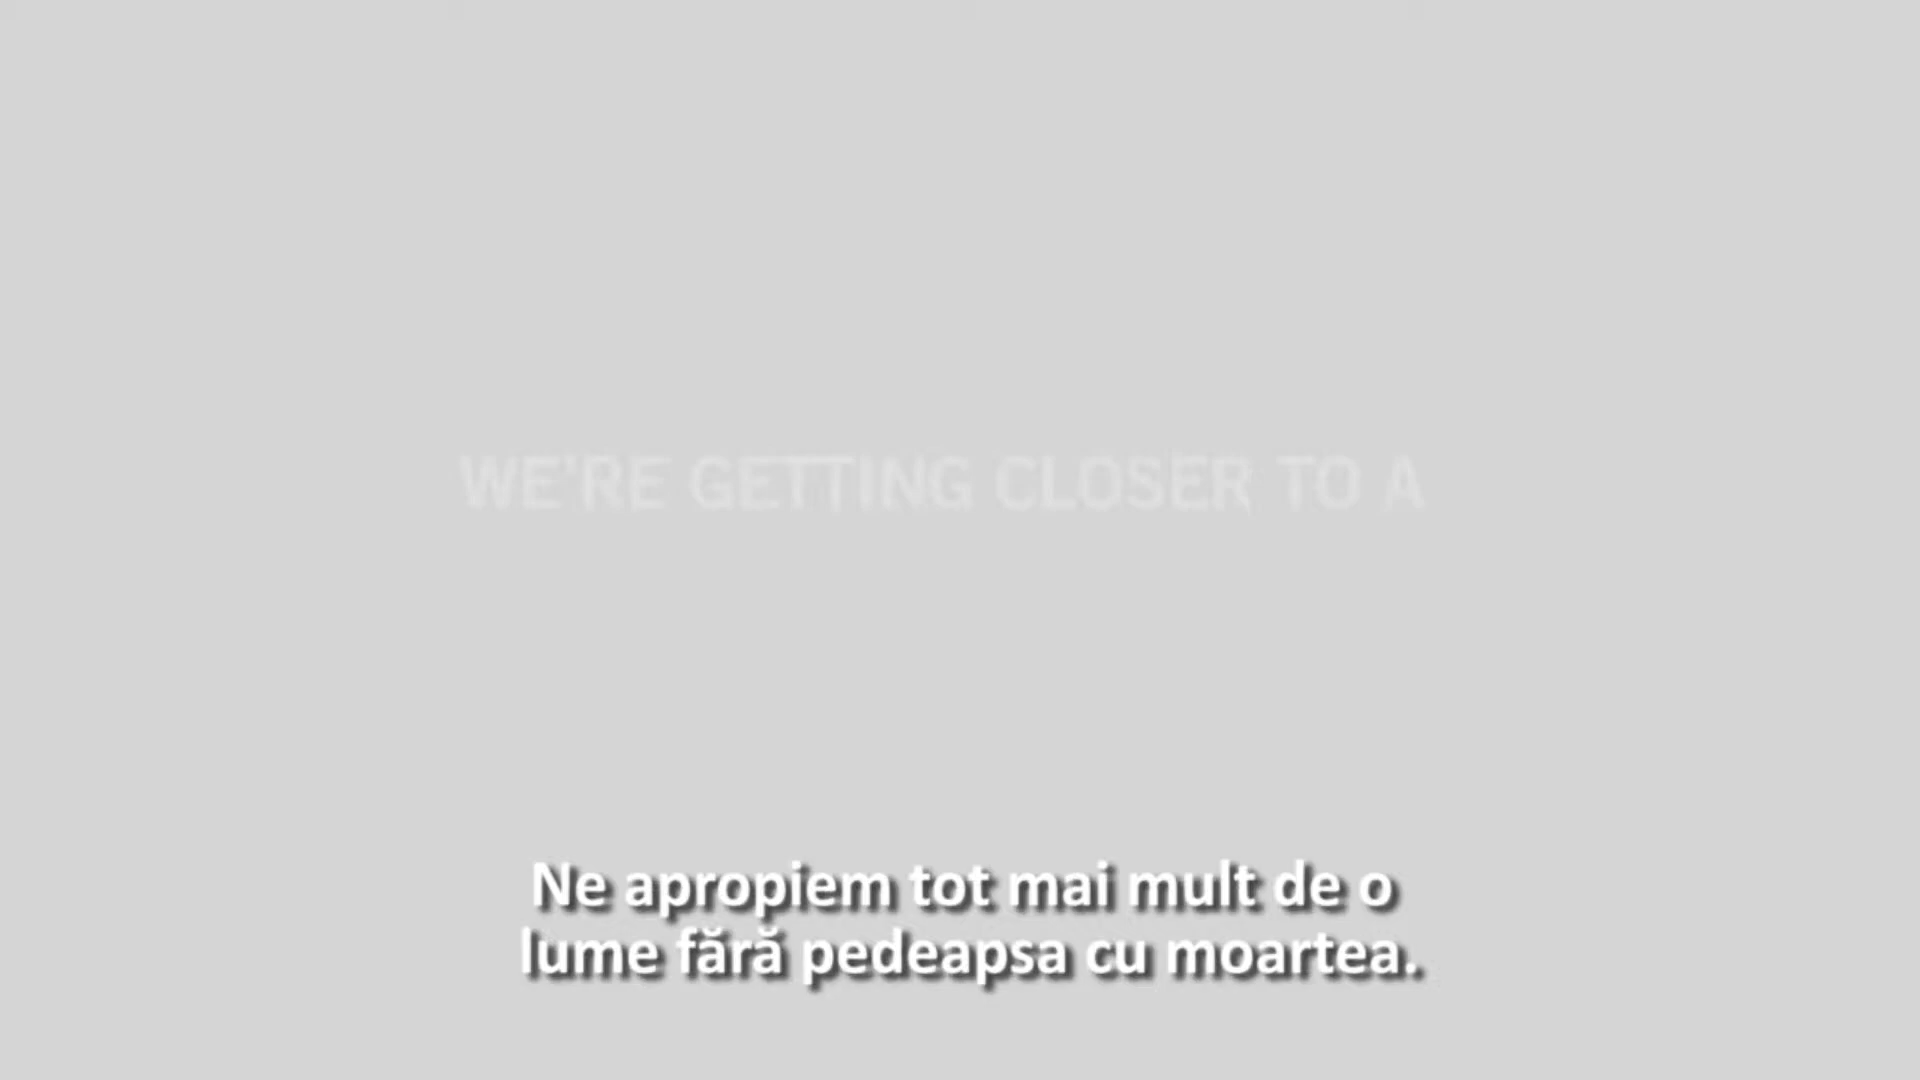 WE'RE GETTING CLOSER TO A
Ne apropiem tot mai mult de o
lume fără pedeapsa cu moartea.